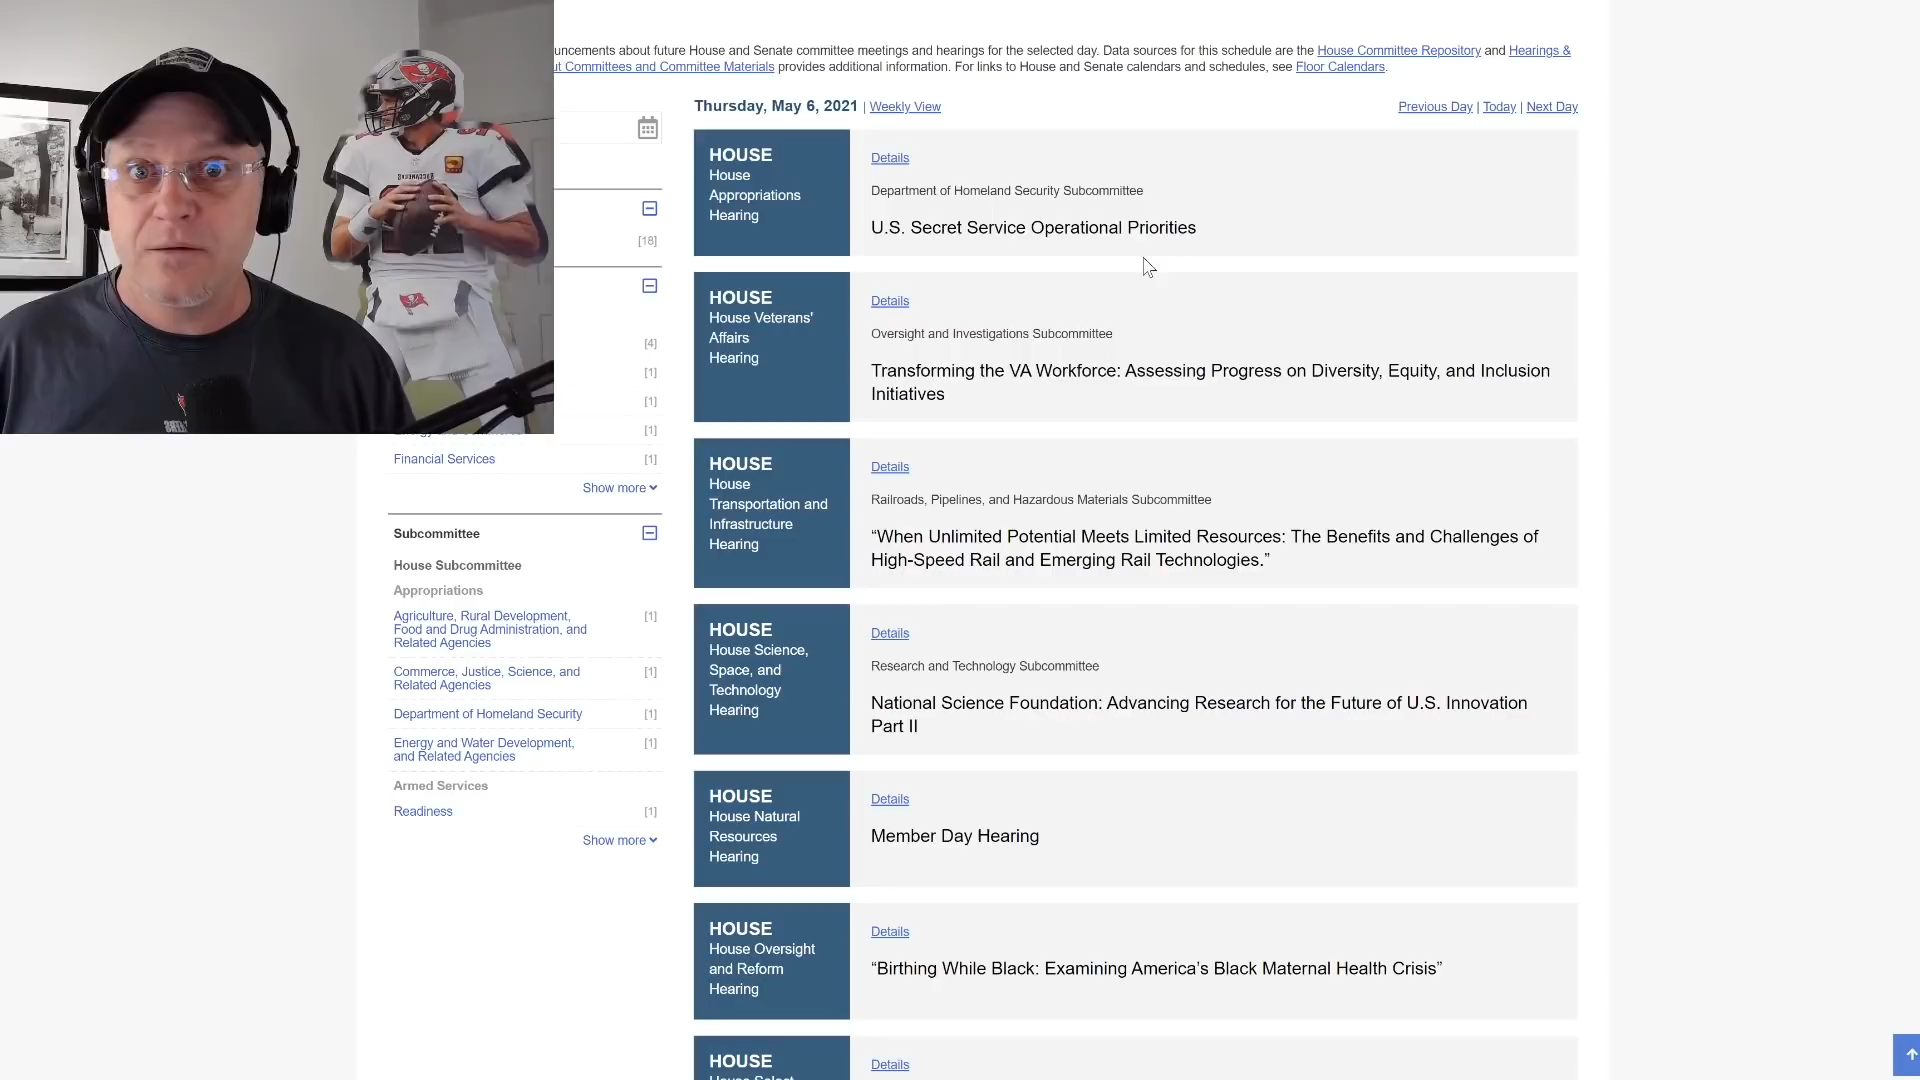 uncements about future House and Senate committee meetings and hearings for the selected day. Data sources for this schedule are the House Committee Repository and Hearings &
ut Committees and Committee Materials provides additional information. For links to House and Senate calendars and schedules, see Floor Calendars.
Thursday, May 6, 2021 | Weekly View
Previous Day | Today | Next Day
[18]
[4]
[1]
[1]
[1]
Financial Services [1]
Show more
Subcommittee
House Subcommittee
Appropriations
Agriculture, Rural Development, [1]
Food and Drug Administration, and
Related Agencies
Commerce, Justice, Science, and [1]
Related Agencies
Department of Homeland Security [1]
Energy and Water Development, [1]
and Related Agencies
Armed Services
Readiness [1]
Show more
HOUSE
House
Appropriations
Hearing
Details
Department of Homeland Security Subcommittee
U.S. Secret Service Operational Priorities
HOUSE
House Veterans'
Affairs
Hearing
Details
Oversight and Investigations Subcommittee
Transforming the VA Workforce: Assessing Progress on Diversity, Equity, and Inclusion
Initiatives
HOUSE
House
Transportation and
Infrastructure
Hearing
Details
Railroads, Pipelines, and Hazardous Materials Subcommittee
“When Unlimited Potential Meets Limited Resources: The Benefits and Challenges of
High-Speed Rail and Emerging Rail Technologies.”
HOUSE
House Science,
Space, and
Technology
Hearing
Details
Research and Technology Subcommittee
National Science Foundation: Advancing Research for the Future of U.S. Innovation
Part II
HOUSE
House Natural
Resources
Hearing
Details
Member Day Hearing
HOUSE
House Oversight
and Reform
Hearing
Details
“Birthing While Black: Examining America’s Black Maternal Health Crisis”
HOUSE
House Select
Details